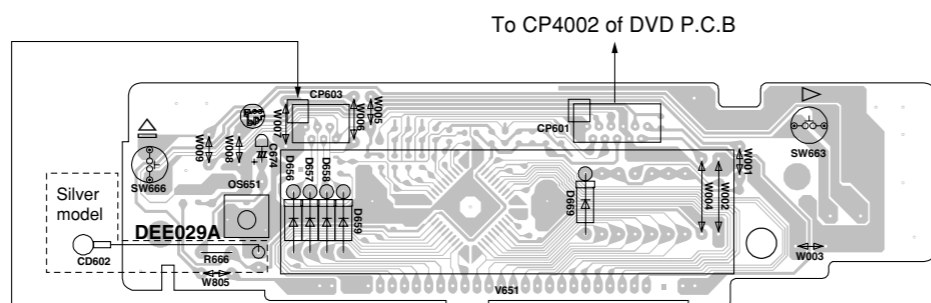 To CP4002 of DVD P.C.B
CP603
W007
W006
W005
CP601
W009
W008
C674
+
SW666
OS651
D656
D657
D658
D659
D669
W001
W004
W002
SW663
Silver
model
DEE029A
CD602
R666
W805
V651
W003